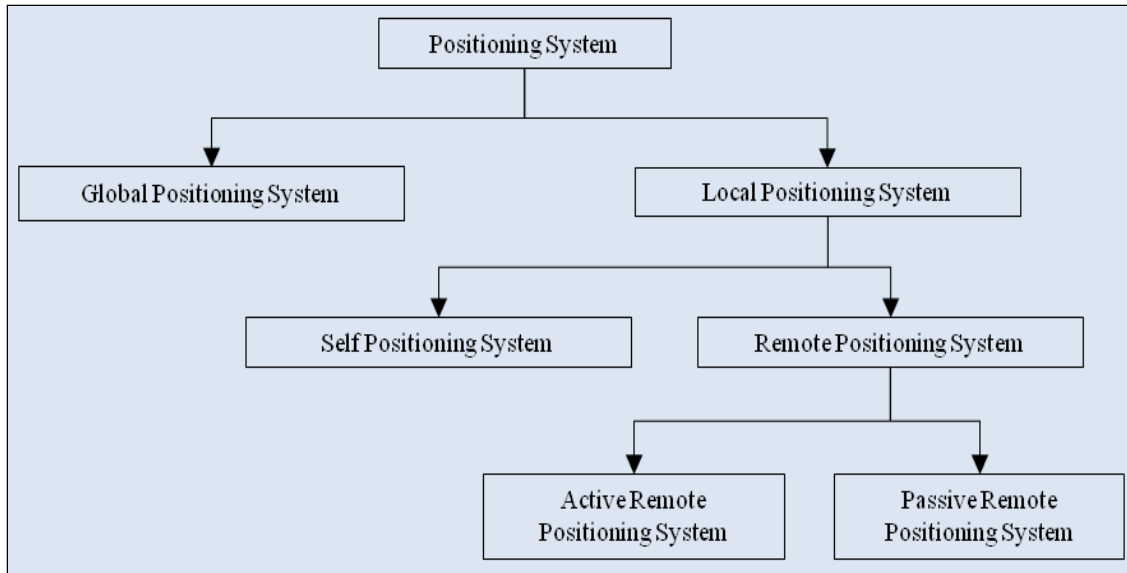 Positioning System
Global Positioning System
Local Positioning System
Self Positioning System
Remote Positioning System
Active Remote
Positioning System
Passive Remote
Positioning System